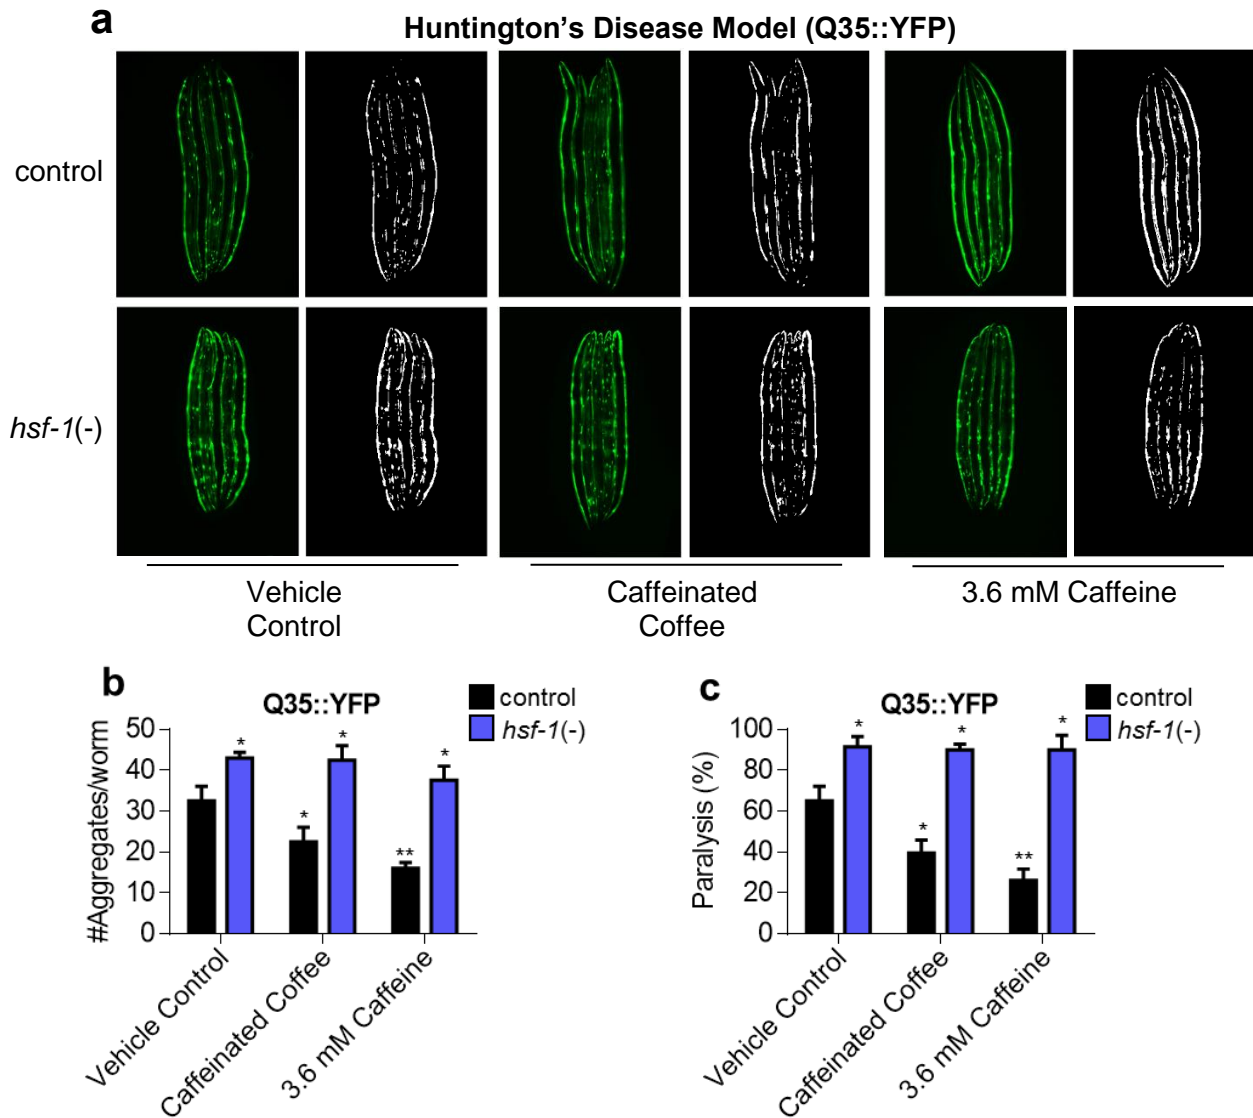 a
Huntington's Disease Model (Q35::YFP)
control
hsf-1(-)
Vehicle
Control
Caffeinated
Coffee
3.6 mM Caffeine
b
Q35::YFP
control
hsf-1(-)
#Aggregates/worm
50
40
30
20
10
0
*
*
*
*
**
*
Vehicle Control
Caffeinated Coffee
3.6 mM Caffeine
c
Q35::YFP
control
hsf-1(-)
Paralysis (%)
100
80
60
40
20
0
*
*
*
*
**
*
Vehicle Control
Caffeinated Coffee
3.6 mM Caffeine